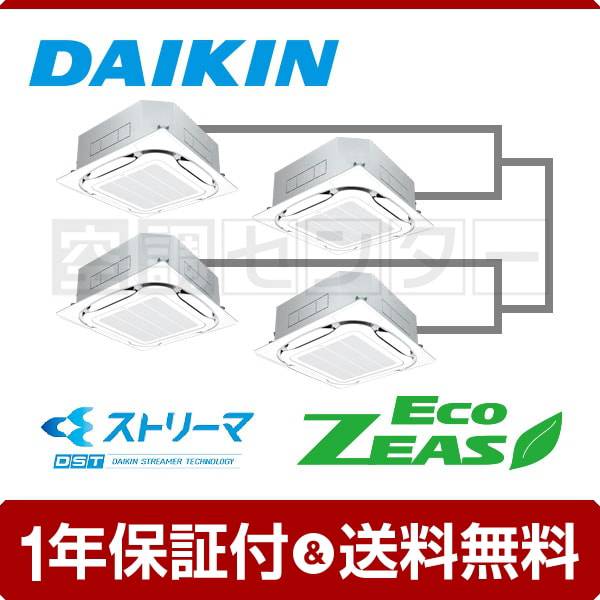 DAIKIN
空調センター
ストリーマ
DST DAIKIN STREAMER TECHNOLOGY
Eco
ZEAS
1年保証付&送料無料